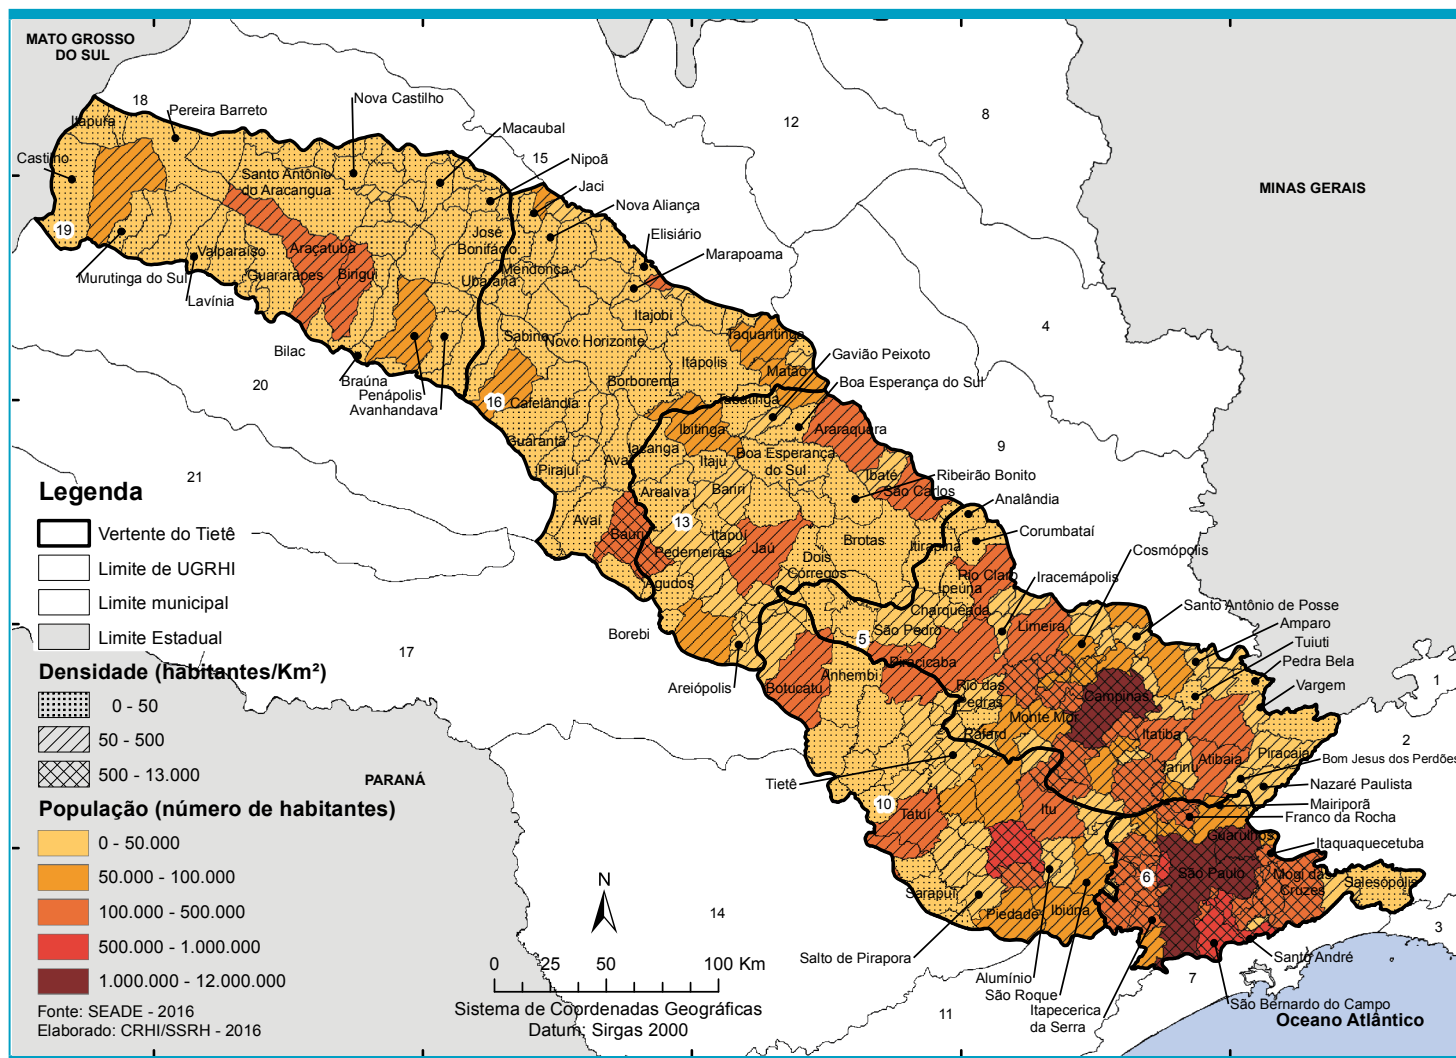 MATO GROSSO
DO SUL
18
Pereira Barreto
Nova Castilho
Macaubal
15
Nipoã
Jaci
Nova Aliança
Elisiário
Marapoama
12
8
MINAS GERAIS
Itapura
Castilho
Santo Antônio
do Aracangua
19
Murutinga do Sul
Valparaíso
Lavínia
Guararapes
Araçatuba
Birigui
José
Bonifácio
Mendonça
Ubarana
Itajobi
4
Bilac
Braúna
Penápolis
Avanhandava
20
Sabino
Novo Horizonte
Itápolis
Taquaritinga
Matão
Gavião Peixoto
Boa Esperança do Sul
Borborema
16
Cafelândia
Tabatinga
Ibitinga
Araraquara
9
Guarantã
Iacanga
Itaju
Boa Esperança
do Sul
Ibaté
Ribeirão Bonito
Pirajuí
Avaí
Arealva
Bariri
São Carlos
Analândia
21
Avaí
Bauru
13
Itapuí
Jaú
Brotas
Itirapina
Corumbataí
Cosmópolis
Pederneiras
Dois
Córregos
Agudos
Rio Claro
Ipeúna
Iracemápolis
Santo Antônio de Posse
Amparo
Tuiuti
Pedra Bela
Vargem
Charqueada
Limeira
Borebi
5
São Pedro
17
Areiópolis
Botucatu
Anhembi
Piracicaba
Rio das
Pedras
Campinas
1
Monte Mor
Rafard
Itatiba
2
Piracaia
Atibaia
Jarinu
Bom Jesus dos Perdões
Tietê
Nazaré Paulista
10
Tatuí
Itu
Mairiporã
Franco da Rocha
Guarulhos
Itaquaquecetuba
6
São Paulo
Mogi das
Cruzes
Salesópolis
Sarapuí
Piedade
Ibiúna
14
3
Salto de Pirapora
Alumínio
São Roque
Itapecerica
da Serra
Santo André
7
São Bernardo do Campo
11
Oceano Atlântico
PARANÁ
Legenda
Vertente do Tietê
Limite de UGRHI
Limite municipal
Limite Estadual
Densidade (habitantes/Km²)
0 - 50
50 - 500
500 - 13.000
População (número de habitantes)
0 - 50.000
50.000 - 100.000
100.000 - 500.000
500.000 - 1.000.000
1.000.000 - 12.000.000
Fonte: SEADE - 2016
Elaborado: CRHI/SSRH - 2016
N
0 25 50 100 Km
Sistema de Coordenadas Geográficas
Datum: Sirgas 2000